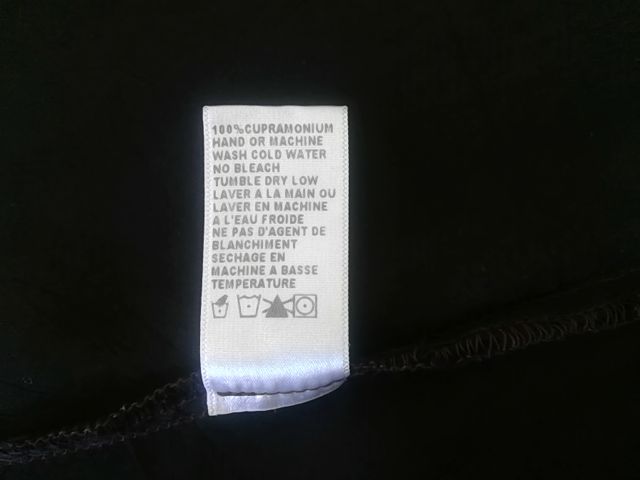 100%CUPRAMONIUM
HAND OR MACHINE
WASH COLD WATER
NO BLEACH
TUMBLE DRY LOW
LAVER A LA MAIN OU
LAVER EN MACHINE
A L'EAU FROIDE
NE PAS D'AGENT DE
BLANCHIMENT
SECHAGE EN
MACHINE A BASSE
TEMPERATURE